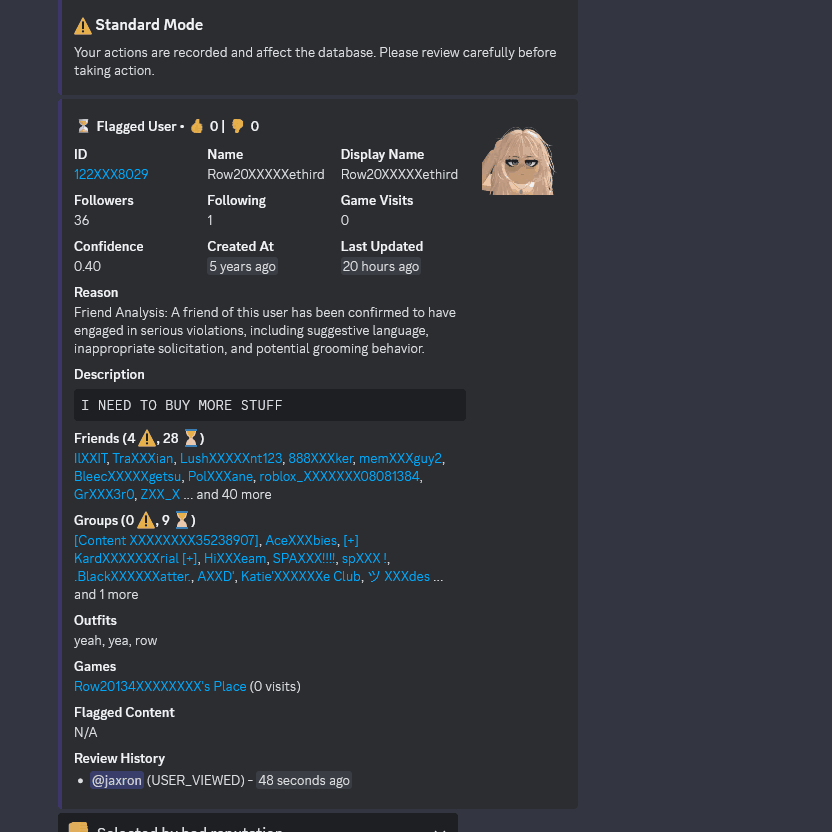 ⚠️ Standard Mode
Your actions are recorded and affect the database. Please review carefully before
taking action.
⏳ Flagged User • 👍 0 | 👎 0
ID Name Display Name
122XXX8029 Row20XXXXXethird Row20XXXXXethird
Followers Following Game Visits
36 1 0
Confidence Created At Last Updated
0.40 5 years ago 20 hours ago
Reason
Friend Analysis: A friend of this user has been confirmed to have
engaged in serious violations, including suggestive language,
inappropriate solicitation, and potential grooming behavior.
Description
I NEED TO BUY MORE STUFF
Friends (4 ⚠️, 28 ⏳)
IlXXIT, TraXXXian, LushXXXXXnt123, 888XXXker, memXXXguy2,
BleecXXXXXgetsu, PolXXXane, roblox_XXXXXXX08081384,
GrXXX3r0, ZXX_X ... and 40 more
Groups (0 ⚠️, 9 ⏳)
[Content XXXXXXXX35238907], AceXXXbies, [+]
KardXXXXXXXrial [+], HiXXXeam, SPAXXX!!!!, spXXX !,
.BlackXXXXXXatter., AXXD', Katie'XXXXXXe Club, ツ XXXdes ...
and 1 more
Outfits
yeah, yea, row
Games
Row20134XXXXXXXX's Place (0 visits)
Flagged Content
N/A
Review History
• @jaxron (USER_VIEWED) - 48 seconds ago
Selected by bad reputation